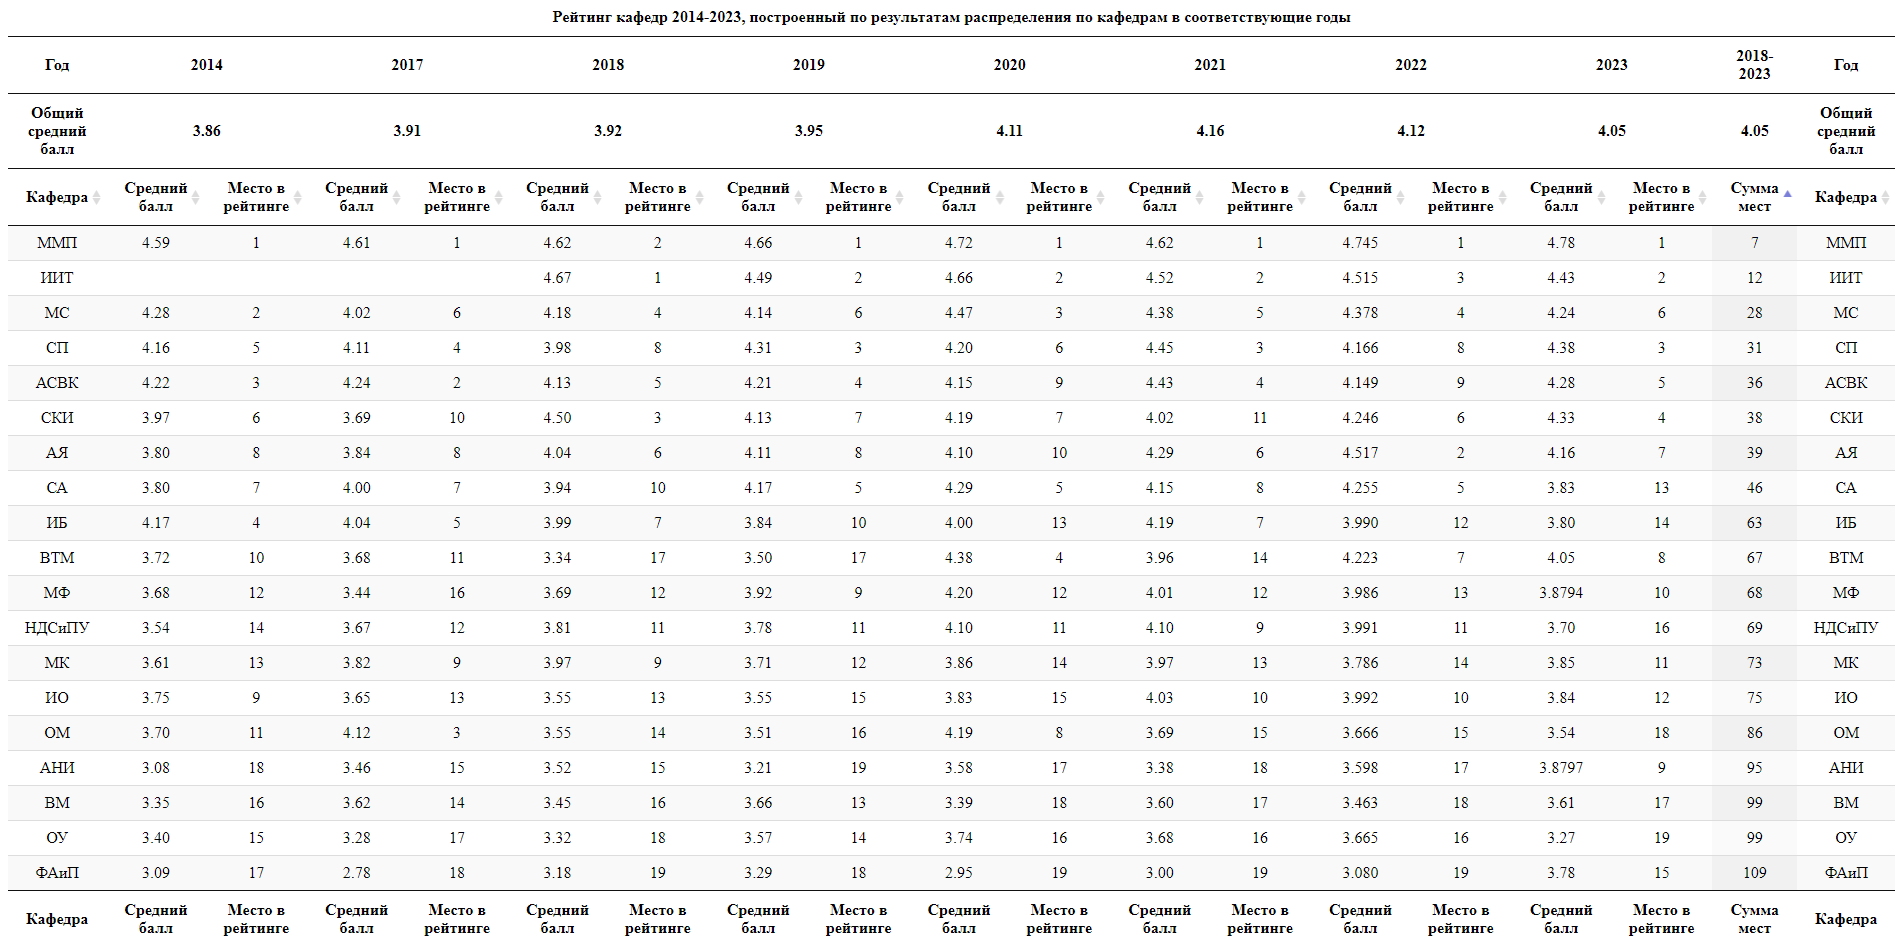 Рейтинг кафедр 2014-2023, построенный по результатам распределения по кафедрам в соответствующие годы
Год 2014 2017 2018 2019 2020 2021 2022 2023 2018-2023 Год
Общий средний балл 3.86 3.91 3.92 3.95 4.11 4.16 4.12 4.05 4.05 Общий средний балл
Кафедра Средний балл Место в рейтинге Средний балл Место в рейтинге Средний балл Место в рейтинге Средний балл Место в рейтинге Средний балл Место в рейтинге Средний балл Место в рейтинге Средний балл Место в рейтинге Средний балл Место в рейтинге Сумма мест Кафедра
ММП 4.59 1 4.61 1 4.62 2 4.66 1 4.72 1 4.62 1 4.745 1 4.78 1 7 ММП
ИИТ 4.67 1 4.49 2 4.66 2 4.52 2 4.515 3 4.43 2 12 ИИТ
МС 4.28 2 4.02 6 4.18 4 4.14 6 4.47 3 4.38 5 4.378 4 4.24 6 28 МС
СП 4.16 5 4.11 4 3.98 8 4.31 3 4.20 6 4.45 3 4.166 8 4.38 3 31 СП
АСВК 4.22 3 4.24 2 4.13 5 4.21 4 4.15 9 4.43 4 4.149 9 4.28 5 36 АСВК
СКИ 3.97 6 3.69 10 4.50 3 4.13 7 4.19 7 4.02 11 4.246 6 4.33 4 38 СКИ
АЯ 3.80 8 3.84 8 4.04 6 4.11 8 4.10 10 4.29 6 4.517 2 4.16 7 39 АЯ
СА 3.80 7 4.00 7 3.94 10 4.17 5 4.29 5 4.15 8 4.255 5 3.83 13 46 СА
ИБ 4.17 4 4.04 5 3.99 7 3.84 10 4.00 13 4.19 7 3.990 12 3.80 14 63 ИБ
ВТМ 3.72 10 3.68 11 3.34 17 3.50 17 4.38 4 3.96 14 4.223 7 4.05 8 67 ВТМ
МФ 3.68 12 3.44 16 3.69 12 3.92 9 4.20 12 4.01 12 3.986 13 3.8794 10 68 МФ
НДСиПУ 3.54 14 3.67 12 3.81 11 3.78 11 4.10 11 4.10 9 3.991 11 3.70 16 69 НДСиПУ
МК 3.61 13 3.82 9 3.97 9 3.71 12 3.86 14 3.97 13 3.786 14 3.85 11 73 МК
ИО 3.75 9 3.65 13 3.55 13 3.55 15 3.83 15 4.03 10 3.992 10 3.84 12 75 ИО
ОМ 3.70 11 4.12 3 3.55 14 3.51 16 4.19 8 3.69 15 3.666 15 3.54 18 86 ОМ
АНИ 3.08 18 3.46 15 3.52 15 3.21 19 3.58 17 3.38 18 3.598 17 3.8797 9 95 АНИ
ВМ 3.35 16 3.62 14 3.45 16 3.66 13 3.39 18 3.60 17 3.463 18 3.61 17 99 ВМ
ОУ 3.40 15 3.28 17 3.32 18 3.57 14 3.74 16 3.68 16 3.665 16 3.27 19 99 ОУ
ФАиП 3.09 17 2.78 18 3.18 19 3.29 18 2.95 19 3.00 19 3.080 19 3.78 15 109 ФАиП
Кафедра Средний балл Место в рейтинге Средний балл Место в рейтинге Средний балл Место в рейтинге Средний балл Место в рейтинге Средний балл Место в рейтинге Средний балл Место в рейтинге Средний балл Место в рейтинге Средний балл Место в рейтинге Сумма мест Кафедра